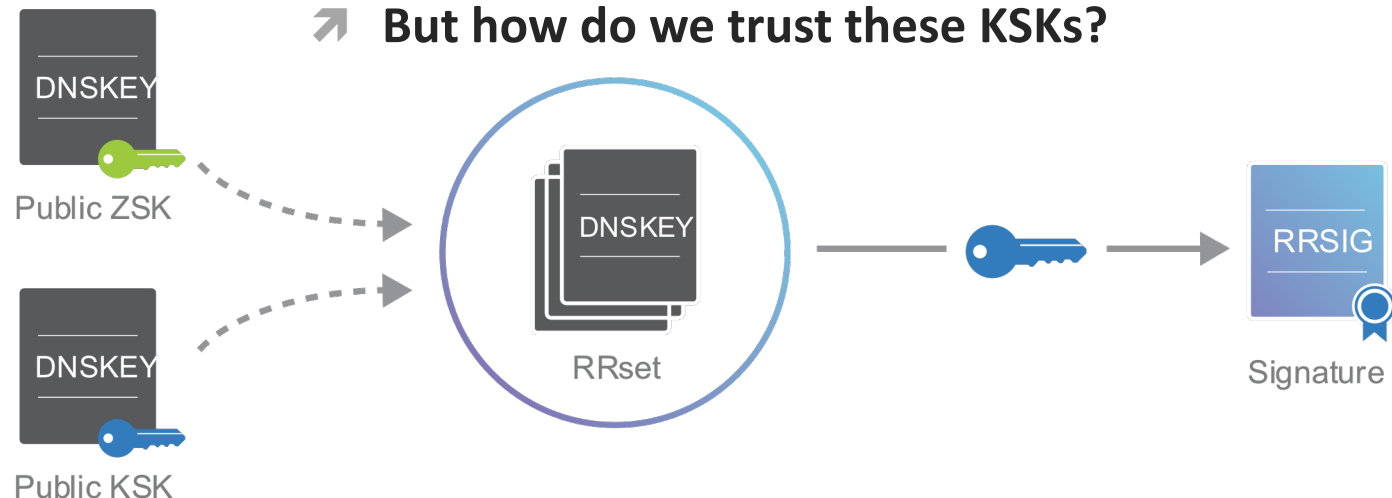 But how do we trust these KSKs?
DNSKEY
Public ZSK
DNSKEY
Public KSK
DNSKEY
RRset
RRSIG
Signature